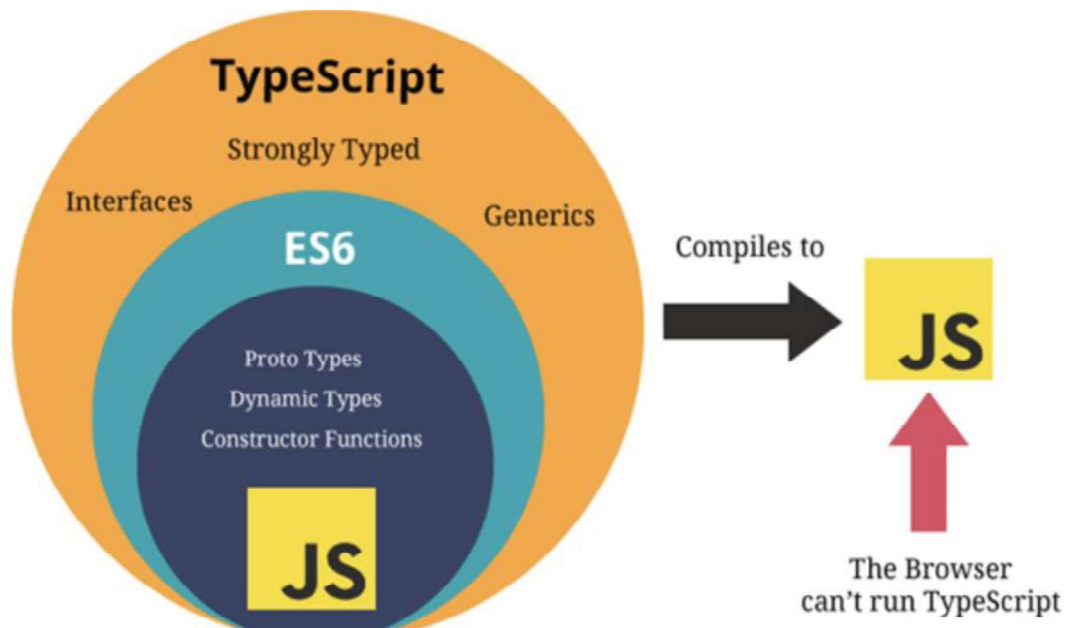 TypeScript
Strongly Typed
Interfaces
Generics
ES6
Proto Types
Dynamic Types
Constructor Functions
JS
Compiles to
JS
The Browser
can't run TypeScript